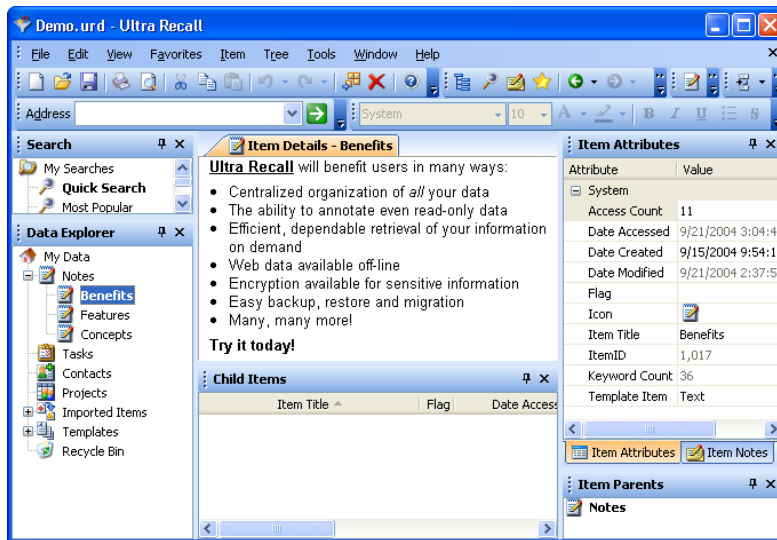 Demo.urd - Ultra Recall
File Edit View Favorites Item Tree Tools Window Help
Address
System 10 A B I U S
Search
My Searches
Quick Search
Most Popular
Data Explorer
My Data
Notes
Benefits
Features
Concepts
Tasks
Contacts
Projects
Imported Items
Templates
Recycle Bin
Item Details - Benefits
Ultra Recall will benefit users in many ways:
• Centralized organization of all your data
• The ability to annotate even read-only data
• Efficient, dependable retrieval of your information
on demand
• Web data available off-line
• Encryption available for sensitive information
• Easy backup, restore and migration
• Many, many more!
Try it today!
Child Items
Item Title Flag Date Access
Item Attributes
Attribute Value
System
Access Count 11
Date Accessed 9/21/2004 3:04:4
Date Created 9/15/2004 9:54:1
Date Modified 9/21/2004 2:37:5
Flag
Icon
Item Title Benefits
ItemID 1,017
Keyword Count 36
Template Item Text
Item Attributes Item Notes
Item Parents
Notes